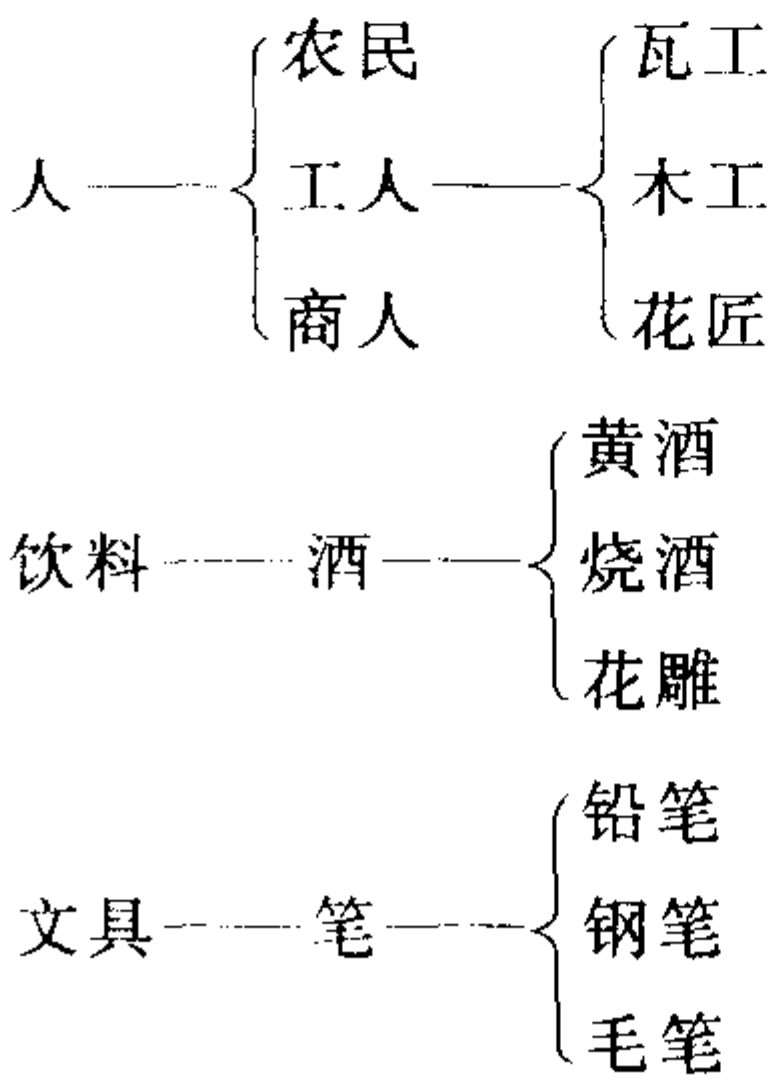 农民 瓦工
人 工人 木工
商人 花匠
黄酒
饮料 酒 烧酒
花雕
铅笔
文具 笔 钢笔
毛笔